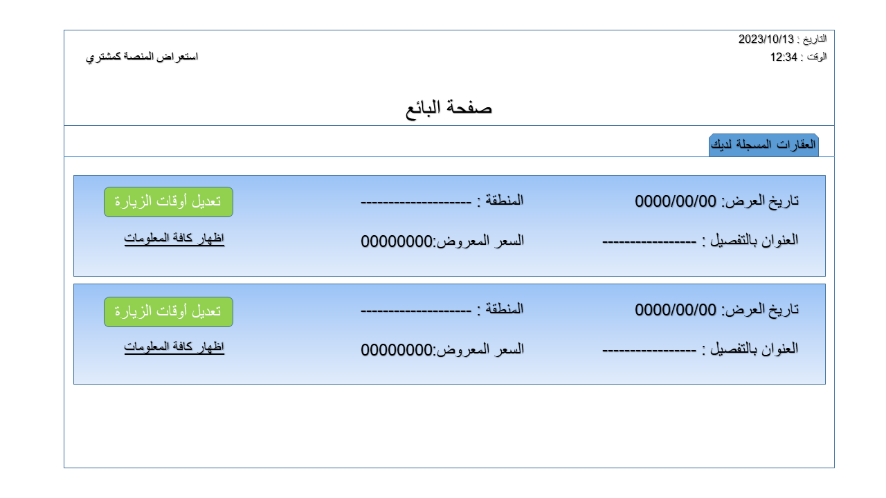 التاريخ : 2023/10/13
الوقت : 12:34
استعراض المنصة كمشتري
صفحة البائع
العقارات المسجلة لديك
تاريخ العرض: 0000/00/00 المنطقة : -------------------- تعديل أوقات الزيارة
العنوان بالتفصيل : ----------------- السعر المعروض:00000000 اظهار كافة المعلومات
تاريخ العرض: 0000/00/00 المنطقة : -------------------- تعديل أوقات الزيارة
العنوان بالتفصيل : ----------------- السعر المعروض:00000000 اظهار كافة المعلومات